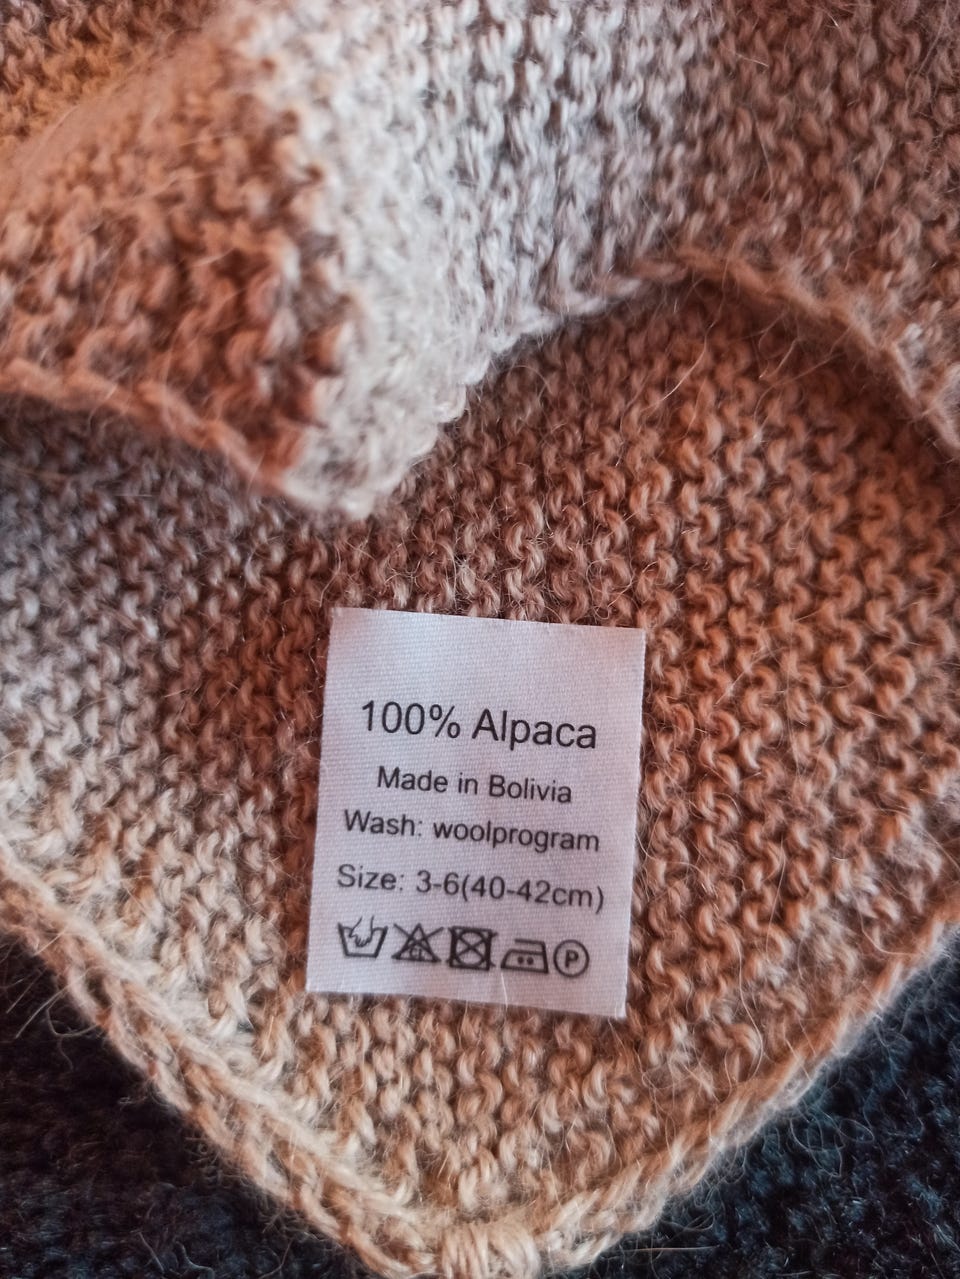 100% Alpaca
Made in Bolivia
Wash: woolprogram
Size: 3-6(40-42cm)
P